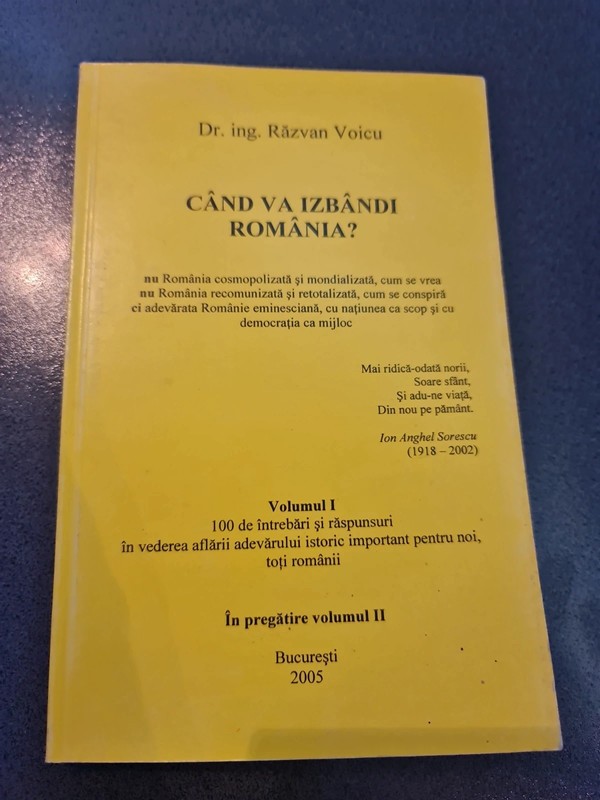 Dr. ing. Răzvan Voicu
CÂND VA IZBÂNDI
ROMÂNIA?
nu România cosmopolizată şi mondializată, cum se vrea
nu România recomunizată şi retotalizată, cum se conspiră
ci adevărata Românie eminesciană, cu naţiunea ca scop şi cu
democraţia ca mijloc
Mai ridică-odată norii,
Soare sfânt,
Şi adu-ne viaţă,
Din nou pe pământ.
Ion Anghel Sorescu
(1918 – 2002)
Volumul I
100 de întrebări şi răspunsuri
în vederea aflării adevărului istoric important pentru noi,
toţi românii
În pregătire volumul II
Bucureşti
2005